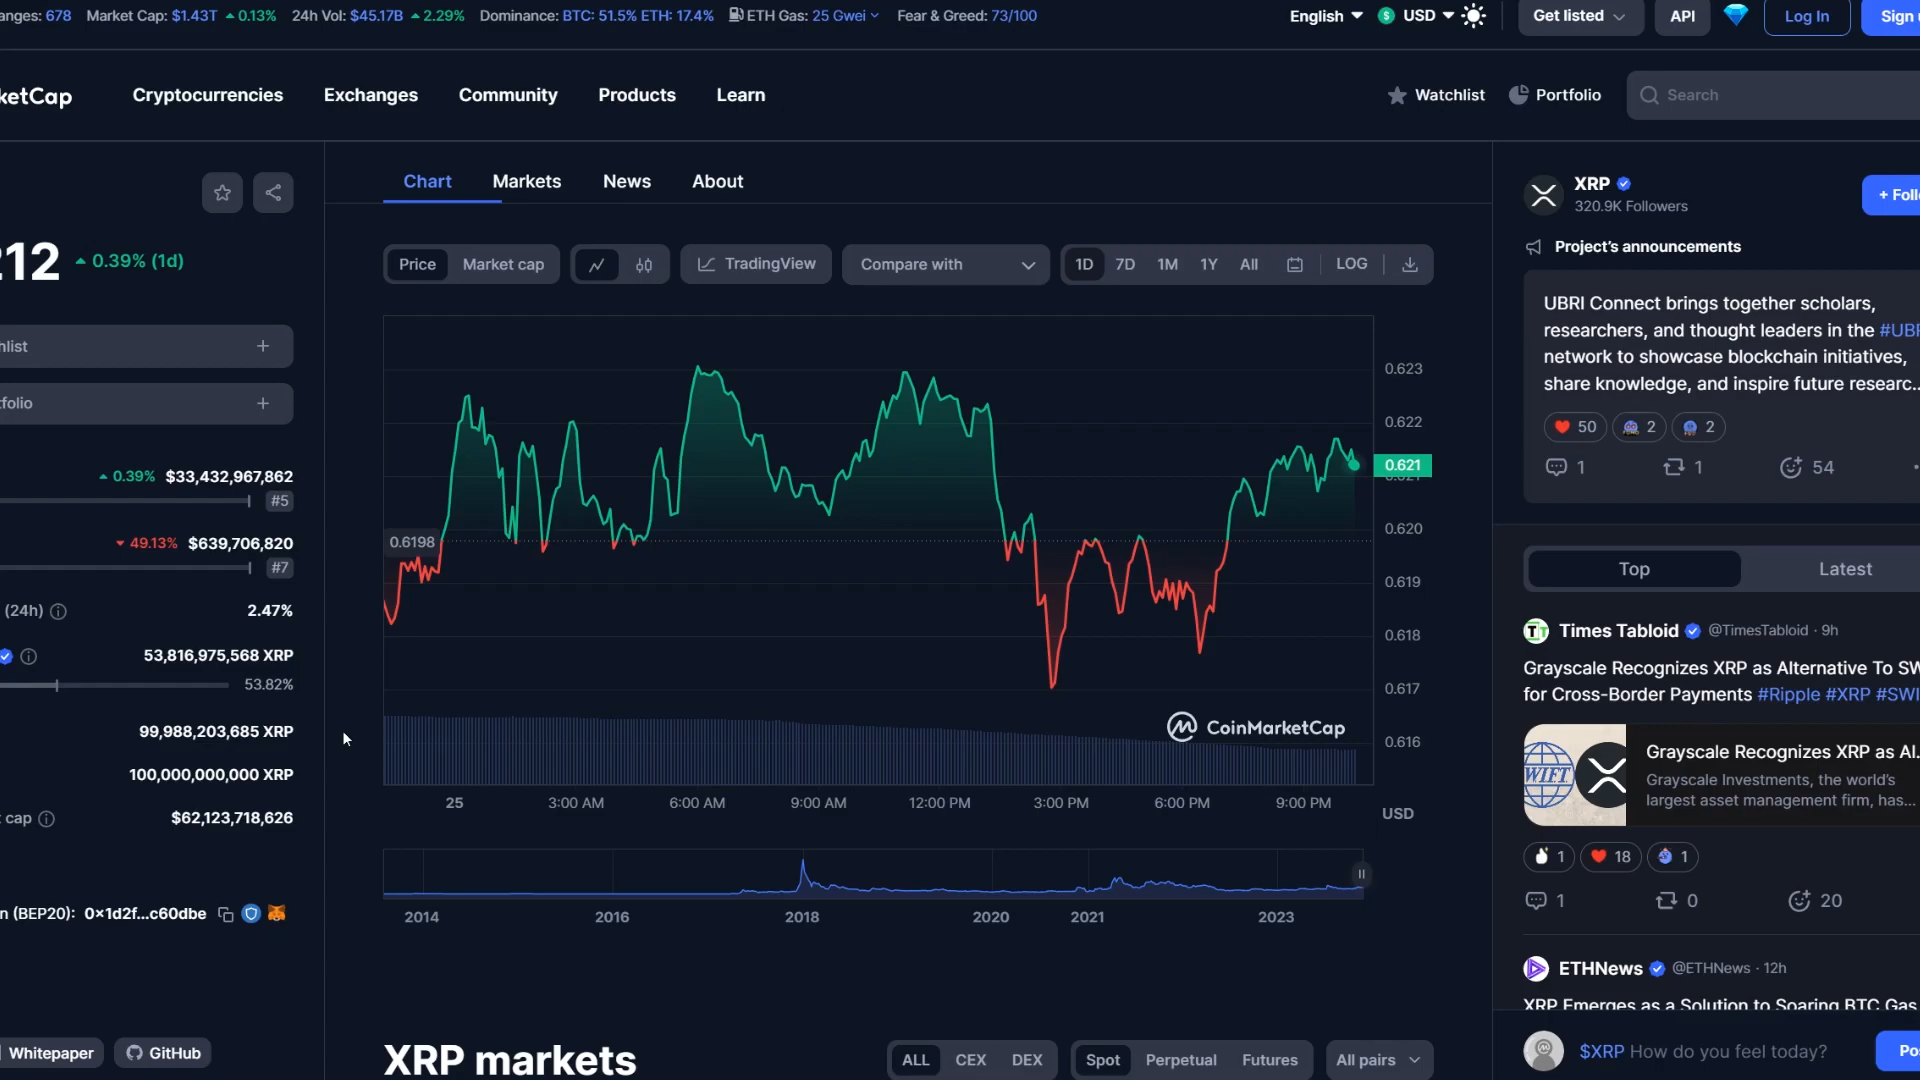 anges: 678 Market Cap: $1.43T 0.13% 24h Vol: $45.17B 2.29% Dominance: BTC: 51.5% ETH: 17.4% ETH Gas: 25 Gwei Fear & Greed: 73/100 English USD Get listed API Log In Sign
ketCap Cryptocurrencies Exchanges Community Products Learn Watchlist Portfolio Search
212 0.39% (1d)
hlist
tfolio
0.39% $33,432,967,862
#5
49.13% $639,706,820
#7
(24h) 2.47%
53,816,975,568 XRP
53.82%
99,988,203,685 XRP
100,000,000,000 XRP
cap $62,123,718,626
n (BEP20): 0x1d2f...c60dbe
Whitepaper GitHub
Chart Markets News About
Price Market cap TradingView Compare with 1D 7D 1M 1Y All LOG
0.623
0.622
0.621
0.621
0.620
0.619
0.618
0.617
0.616
0.6198
CoinMarketCap
25 3:00 AM 6:00 AM 9:00 AM 12:00 PM 3:00 PM 6:00 PM 9:00 PM USD
2014 2016 2018 2020 2021 2023
XRP markets ALL CEX DEX Spot Perpetual Futures All pairs
XRP
320.9K Followers
+ Follo
Project's announcements
UBRI Connect brings together scholars,
researchers, and thought leaders in the #UBR
network to showcase blockchain initiatives,
share knowledge, and inspire future researc...
50 2 2
1 1 54
Top Latest
Times Tabloid @TimesTabloid · 9h
Grayscale Recognizes XRP as Alternative To SW
for Cross-Border Payments #Ripple #XRP #SWI
WIFT
Grayscale Recognizes XRP as Al...
Grayscale Investments, the world's
largest asset management firm, has...
1 18 1
1 0 20
ETHNews @ETHNews · 12h
XRP Emerges as a Solution to Soaring BTC Gas
$XRP How do you feel today? Pos